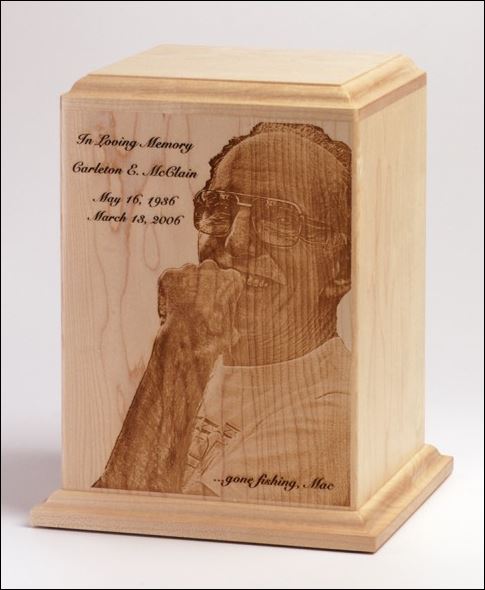 In Loving Memory
Carleton E. McClain
May 16, 1936
March 13, 2006
...gone fishing, Mac